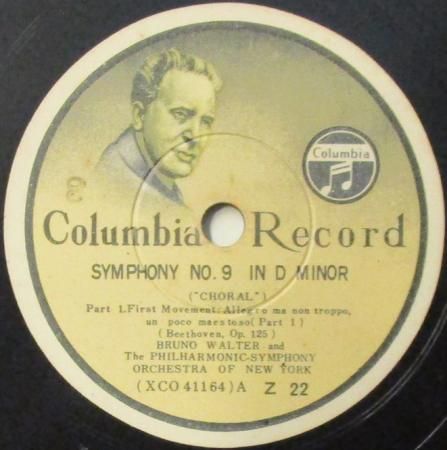 Columbia
Columbia Record
SYMPHONY NO. 9 IN D MINOR
("CHORAL")
Part 1. First Movement: Allegro ma non troppo,
un poco maestoso (Part 1)
(Beethoven, Op. 125)
BRUNO WALTER and
The PHILHARMONIC-SYMPHONY
ORCHESTRA OF NEW YORK
(XCO 41164) A Z 22